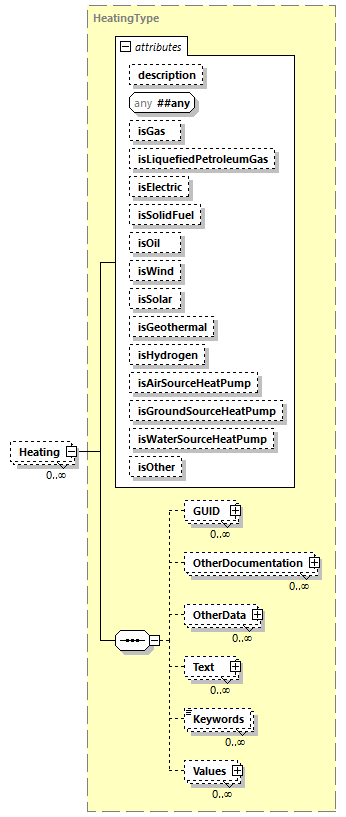 HeatingType
attributes
description
any ##any
isGas
isLiquefiedPetroleumGas
isElectric
isSolidFuel
isOil
isWind
isSolar
isGeothermal
isHydrogen
isAirSourceHeatPump
isGroundSourceHeatPump
isWaterSourceHeatPump
isOther
Heating
0..∞
GUID
0..∞
OtherDocumentation
0..∞
OtherData
0..∞
Text
0..∞
Keywords
0..∞
Values
0..∞